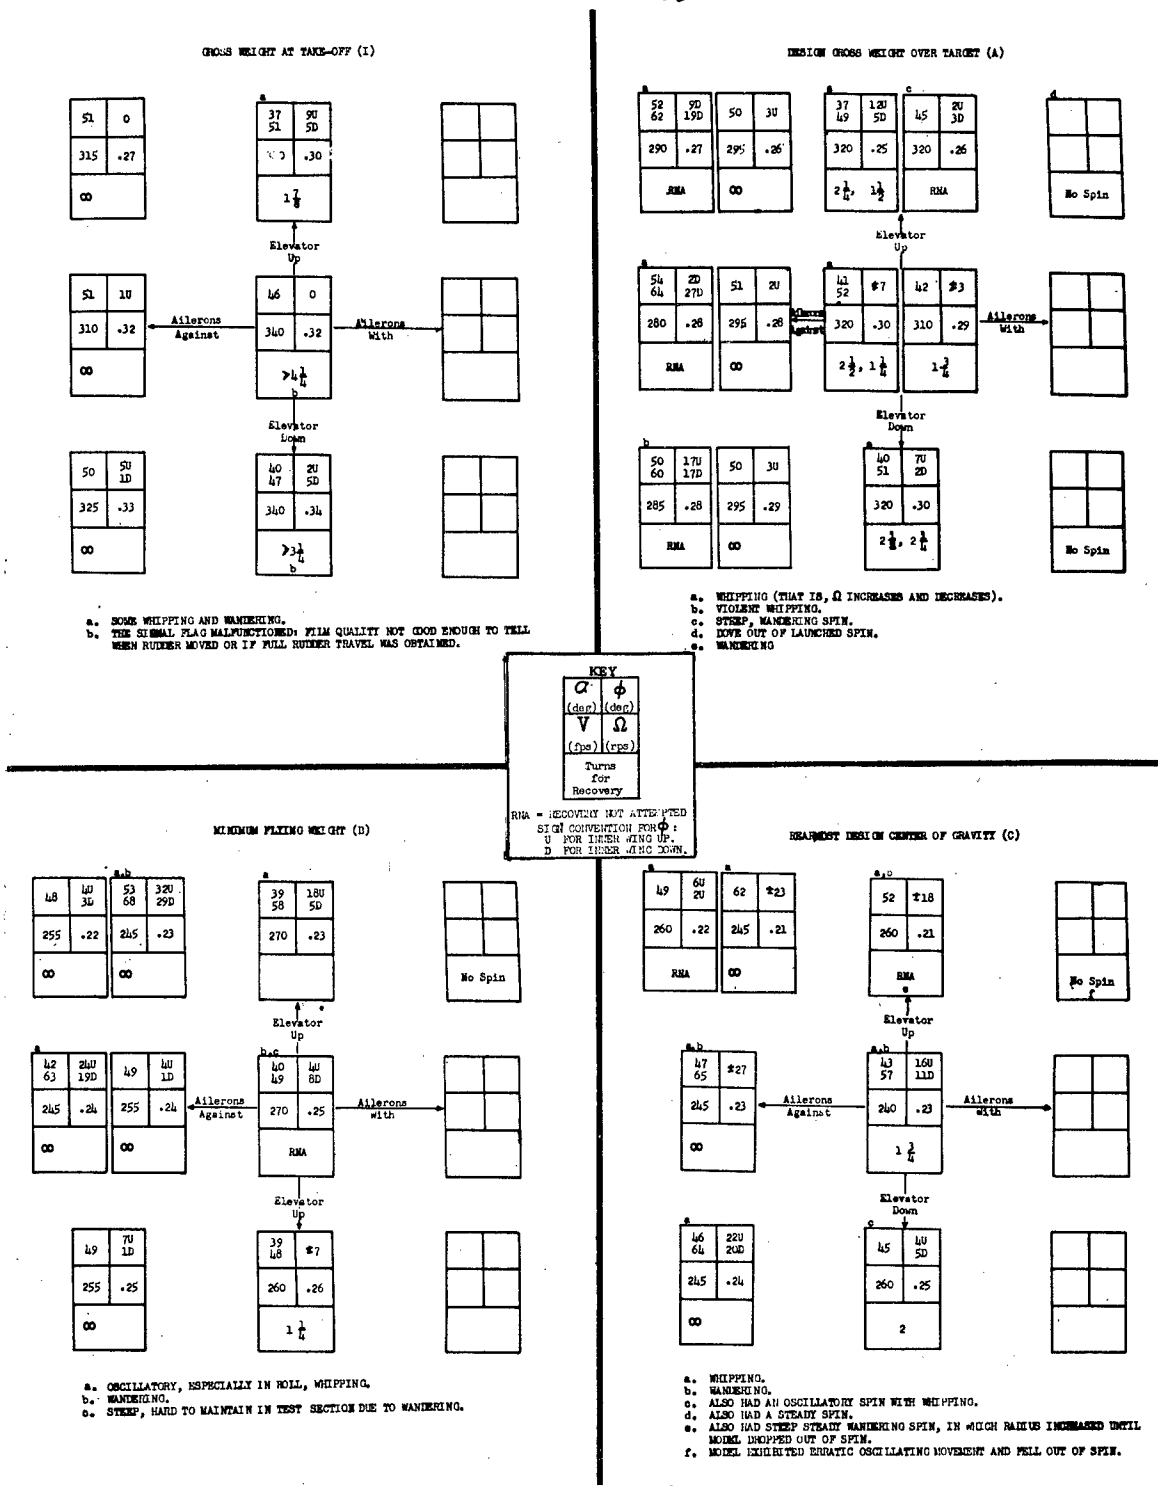 GROSS WEIGHT AT TAKE-OFF (I)
51 0
315 .27
∞
a
37 9U
51 5D
.30
1 7/8
Elevator
Up
51 1U
310 .32
∞
Ailerons
Against
46 0
340 .32
>4 1/4
b
Ailerons
With
Elevator
Down
50 5U
1D
325 .33
∞
40 2U
47 5D
340 .34
>3 1/4
b
a. SOME WHIPPING AND WANDERING.
b. THE SIGNAL FLAG MALFUNCTIONED: FILM QUALITY NOT GOOD ENOUGH TO TELL
WHEN RUDDER MOVED OR IF FULL RUDDER TRAVEL WAS OBTAINED.
DESIGN GROSS WEIGHT OVER TARGET (A)
a
52 9D
62 19D
290 .27
RNA
50 3U
295 .26
∞
a
37 12U
49 5D
320 .25
2 1/4, 1 1/2
c
45 2U
3D
320 .26
RNA
d
No Spin
Elevator
Up
a
54 2D
64 27D
280 .28
RNA
51 2U
295 .28
∞
Ailerons
Against
a
41 ±7
52
320 .30
2 1/2, 1 1/4
42 ±3
310 .29
1 3/4
Ailerons
With
Elevator
Down
b
50 17U
60 17D
285 .28
RNA
50 3U
295 .29
∞
40 7U
51 2D
320 .30
No Spin
a. WHIPPING (THAT IS, Ω INCREASES AND DECREASES).
b. VIOLENT WHIPPING.
c. STEEP, WANDERING SPIN.
d. DOVE OUT OF LAUNCHED SPIN.
e. WANDERING
KEY
α ϕ
(deg) (deg)
V Ω
(fps) (rps)
Turns
for
Recovery
RNA = RECOVERY NOT ATTEMPTED
SIGN CONVENTION FOR ϕ :
U FOR INNER WING UP.
D FOR INNER WING DOWN.
MINIMUM FLYING WEIGHT (D)
48 4U
3D
255 .22
∞
a,b
53 32U
68 29D
245 .23
∞
a
39 18U
58 5D
270 .23
No Spin
Elevator
Up
a
42 24U
63 19D
245 .24
∞
49 4U
1D
255 .24
∞
Ailerons
Against
b,c
40 4U
49 8D
270 .25
RNA
Ailerons
with
Elevator
Up
49 7U
1D
255 .25
∞
39 ±7
48
260 .26
1 1/4
a. OSCILLATORY, ESPECIALLY IN ROLL, WHIPPING.
b. WANDERING.
c. STEEP, HARD TO MAINTAIN IN TEST SECTION DUE TO WANDERING.
REARMOST DESIGN CENTER OF GRAVITY (C)
a
49 6U
2U
260 .22
RNA
a
62 ±23
245 .21
∞
52 ±18
260 .21
RNA
e
No Spin
f
Elevator
Up
a,b
47 ±27
65
245 .23
∞
Ailerons
Against
a,b
43 16U
57 11D
240 .23
1 3/4
Ailerons
With
Elevator
Down
a
46 22U
64 20D
245 .24
∞
c
45 4U
5D
260 .25
2
a. WHIPPING.
b. WANDERING.
c. ALSO HAD AN OSCILLATORY SPIN WITH WHIPPING.
d. ALSO HAD A STEADY SPIN.
e. ALSO HAD STEEP STEADY WANDERING SPIN, IN WHICH RADIUS INCREASED UNTIL
MODEL DROPPED OUT OF SPIN.
f. MODEL EXHIBITED ERRATIC OSCILLATING MOVEMENT AND FELL OUT OF SPIN.